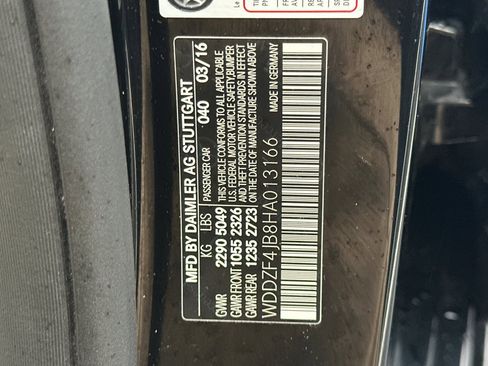 MFD BY DAIMLER AG STUTTGART
PASSENGER CAR 040 03/16
KG LBS
GVWR 2290 5049
GVWR FRONT 1055 2326
GVWR REAR 1235 2723
THIS VEHICLE CONFORMS TO ALL APPLICABLE
U.S. FEDERAL MOTOR VEHICLE SAFETY, BUMPER
AND THEFT PREVENTION STANDARDS IN EFFECT
ON THE DATE OF MANUFACTURE SHOWN ABOVE
WDDZF4JB8HA013166
MADE IN GERMANY